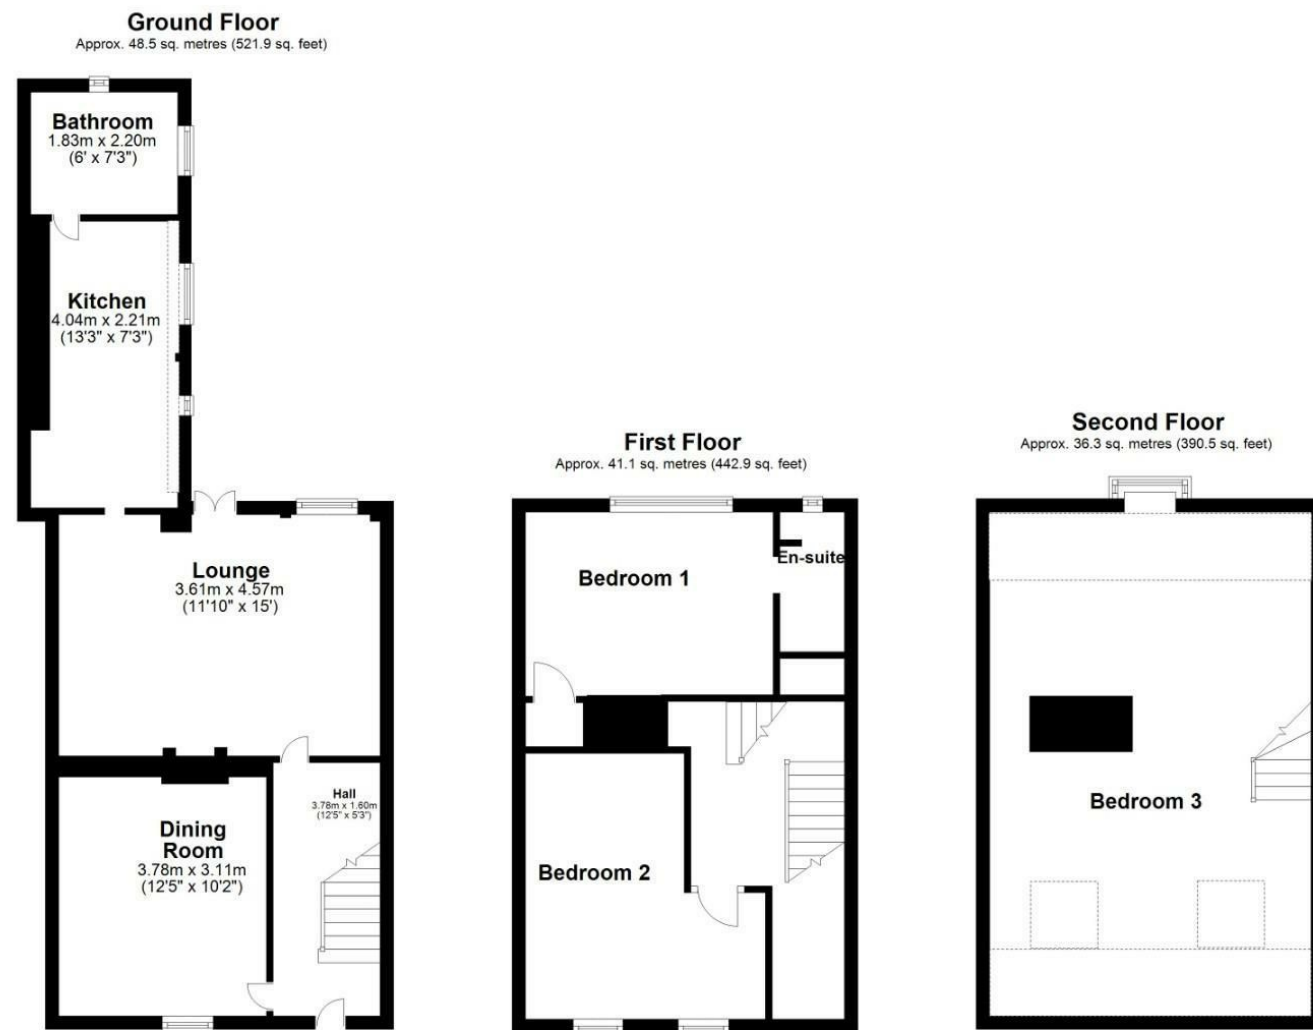 Ground Floor
Approx. 48.5 sq. metres (521.9 sq. feet)
Bathroom
1.83m x 2.20m
(6' x 7'3")
Kitchen
4.04m x 2.21m
(13'3" x 7'3")
Lounge
3.61m x 4.57m
(11'10" x 15')
Hall
3.78m x 1.60m
(12'5" x 5'3")
Dining
Room
3.78m x 3.11m
(12'5" x 10'2")
First Floor
Approx. 41.1 sq. metres (442.9 sq. feet)
En-suite
Bedroom 1
Bedroom 2
Second Floor
Approx. 36.3 sq. metres (390.5 sq. feet)
Bedroom 3